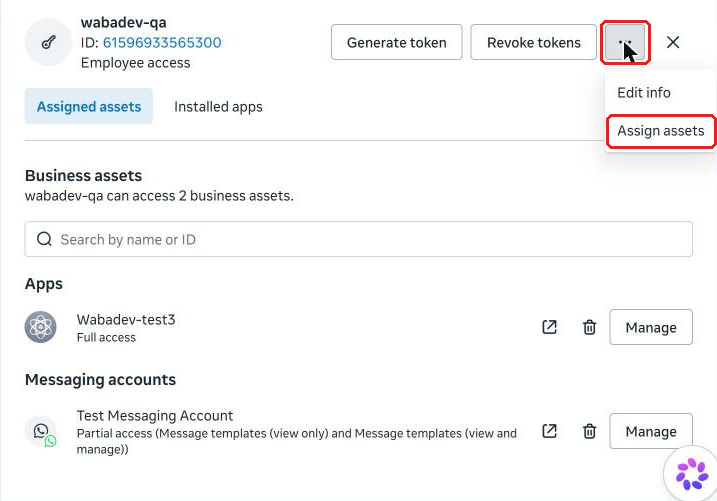 wabadev-qa
ID: 61596933565300
Employee access
Generate token
Revoke tokens
Edit info
Assign assets
Assigned assets
Installed apps
Business assets
wabadev-qa can access 2 business assets.
Search by name or ID
Apps
Wabadev-test3
Full access
Manage
Messaging accounts
Test Messaging Account
Partial access (Message templates (view only) and Message templates (view and
manage))
Manage